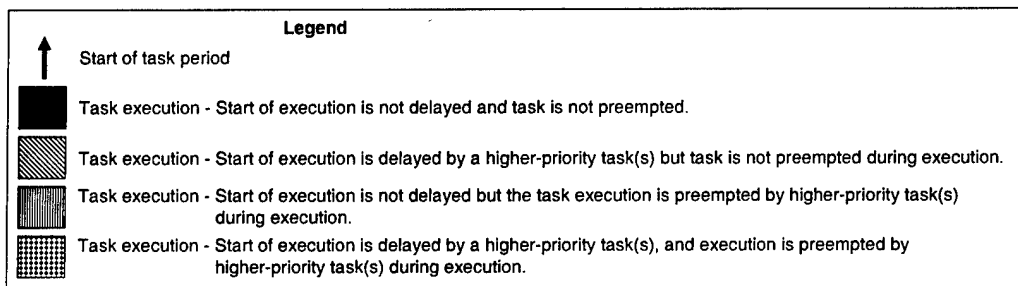 Legend
Start of task period
Task execution - Start of execution is not delayed and task is not preempted.
Task execution - Start of execution is delayed by a higher-priority task(s) but task is not preempted during execution.
Task execution - Start of execution is not delayed but the task execution is preempted by higher-priority task(s)
during execution.
Task execution - Start of execution is delayed by a higher-priority task(s), and execution is preempted by
higher-priority task(s) during execution.